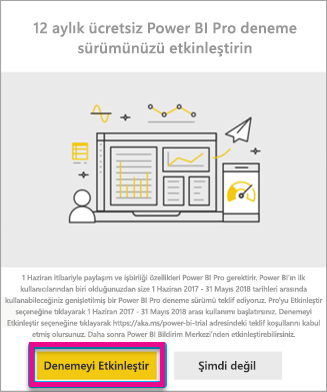 12 aylık ücretsiz Power BI Pro deneme
sürümünüzü etkinleştirin
1 Haziran itibariyle paylaşım ve işbirliği özellikleri Power BI Pro gerektirir. Power BI'ın ilk
kullanıcılarından biri olduğunuzdan size 1 Haziran 2017 - 31 Mayıs 2018 tarihleri arasında
kullanabileceğiniz genişletilmiş bir Power BI Pro deneme sürümü teklif ediyoruz. Pro'yu Etkinleştir
seçeneğine tıklayarak 1 Haziran 2017 - 31 Mayıs 2018 arası kullanımı başlatırsınız. Denemeyi
Etkinleştir seçeneğine tıklayarak https://aka.ms/power-bi-trial adresindeki teklif koşullarını kabul
etmiş olursunuz. Daha sonra Power BI Bildirim Merkezi'nden etkinleştirebilirsiniz.
Denemeyi Etkinleştir
Şimdi değil